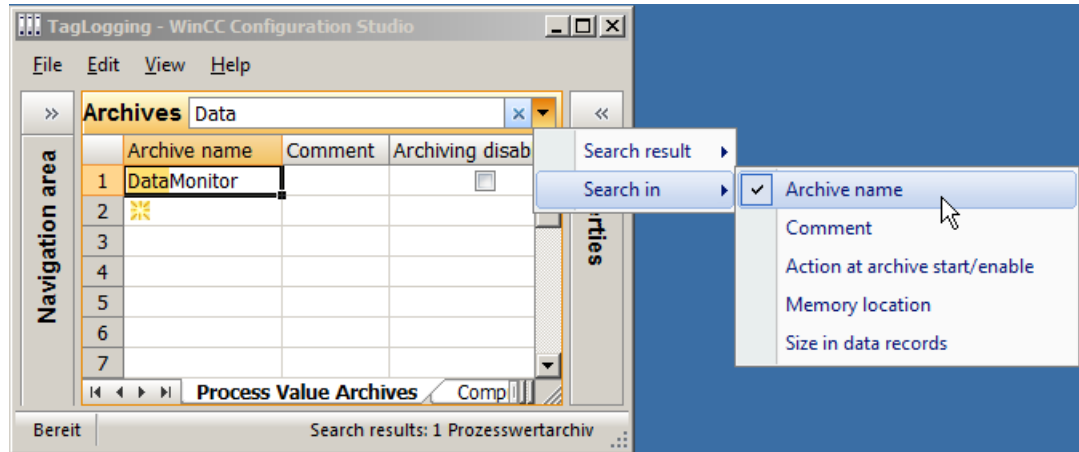 TagLogging - WinCC Configuration Studio
File Edit View Help
Archives Data
Archive name Comment Archiving disab
1 DataMonitor
2
3
4
5
6
7
Navigation area
erties
Process Value Archives Comp
Bereit Search results: 1 Prozesswertarchiv
Search result
Search in
Archive name
Comment
Action at archive start/enable
Memory location
Size in data records